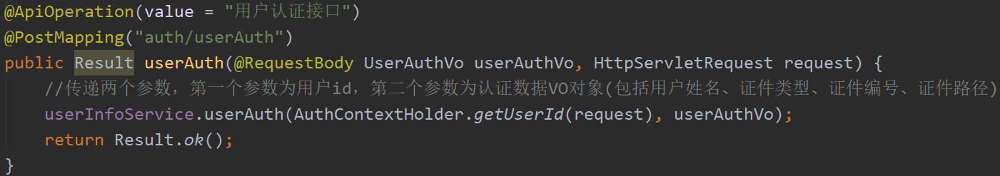 @ApiOperation(value = "用户认证接口")
@PostMapping("auth/userAuth")
public Result userAuth(@RequestBody UserAuthVo userAuthVo, HttpServletRequest request) {
    //传递两个参数，第一个参数为用户id，第二个参数为认证数据VO对象(包括用户姓名、证件类型、证件编号、证件路径)
    userInfoService.userAuth(AuthContextHolder.getUserId(request), userAuthVo);
    return Result.ok();
}